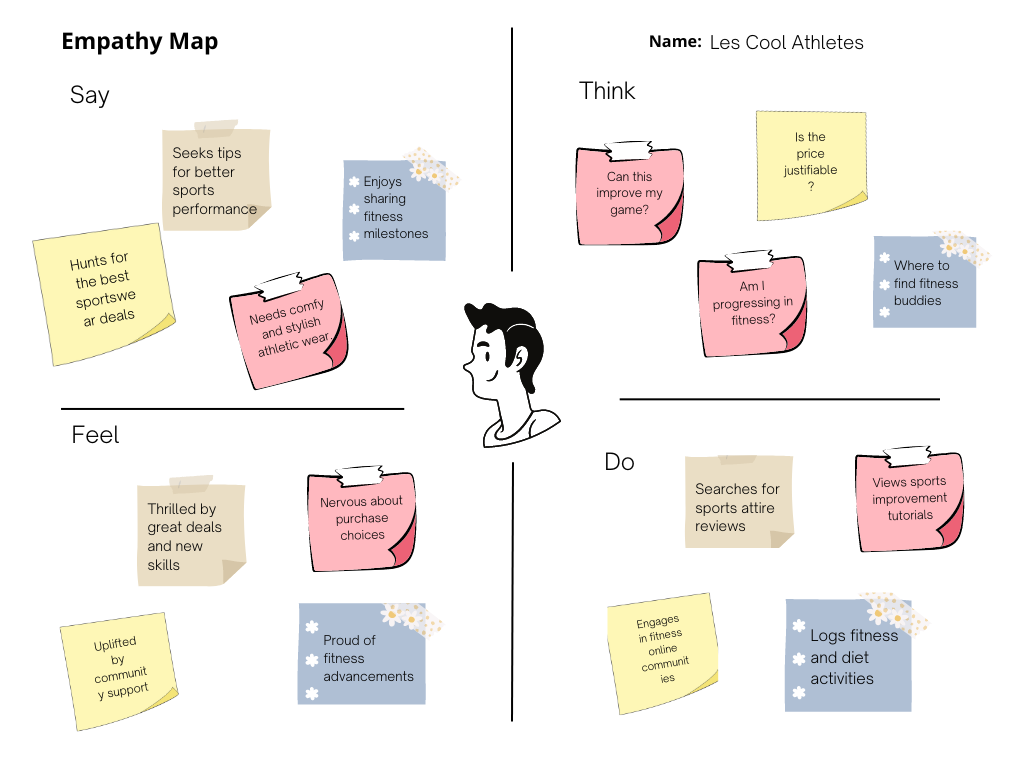 Empathy Map
Name: Les Cool Athletes
Say
Seeks tips
for better
sports
performance
Enjoys
sharing
fitness
milestones
Hunts for
the best
sportswe
ar deals
Needs comfy
and stylish
athletic wear.
Think
Can this
improve my
game?
Is the
price
justifiable
?
Am I
progressing in
fitness?
Where to
find fitness
buddies
Feel
Thrilled by
great deals
and new
skills
Nervous about
purchase
choices
Uplifted
by
communit
y support
Proud of
fitness
advancements
Do
Searches for
sports attire
reviews
Views sports
improvement
tutorials
Engages
in fitness
online
communit
ies
Logs fitness
and diet
activities